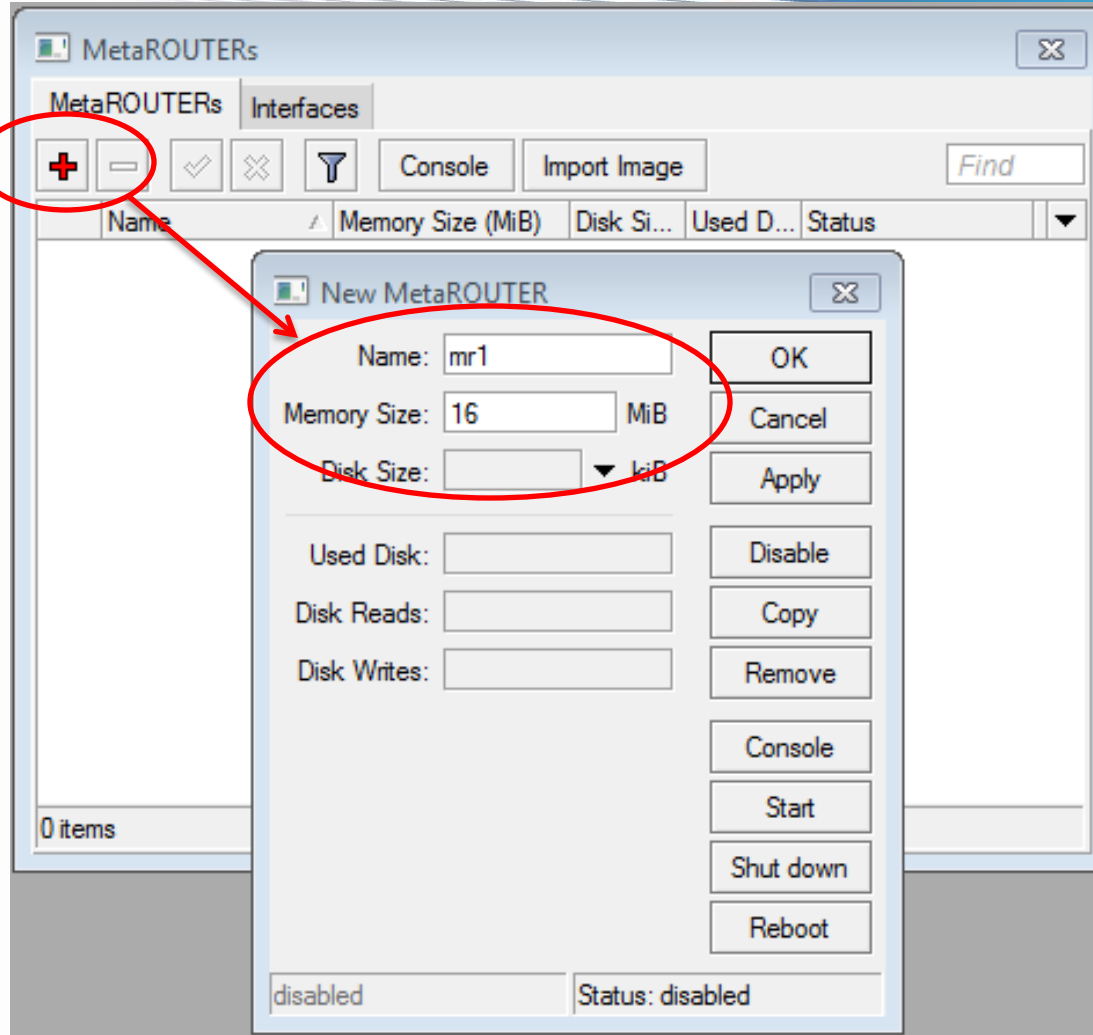 MetaROUTERs
MetaROUTERs Interfaces
Console Import Image Find
Name Memory Size (MiB) Disk Si... Used D... Status
New MetaROUTER
Name: mr1 OK
Memory Size: 16 MiB Cancel
Disk Size: kiB Apply
Used Disk: Disable
Disk Reads: Copy
Disk Writes: Remove
Console
Start
0 items
Shut down
Reboot
disabled Status: disabled